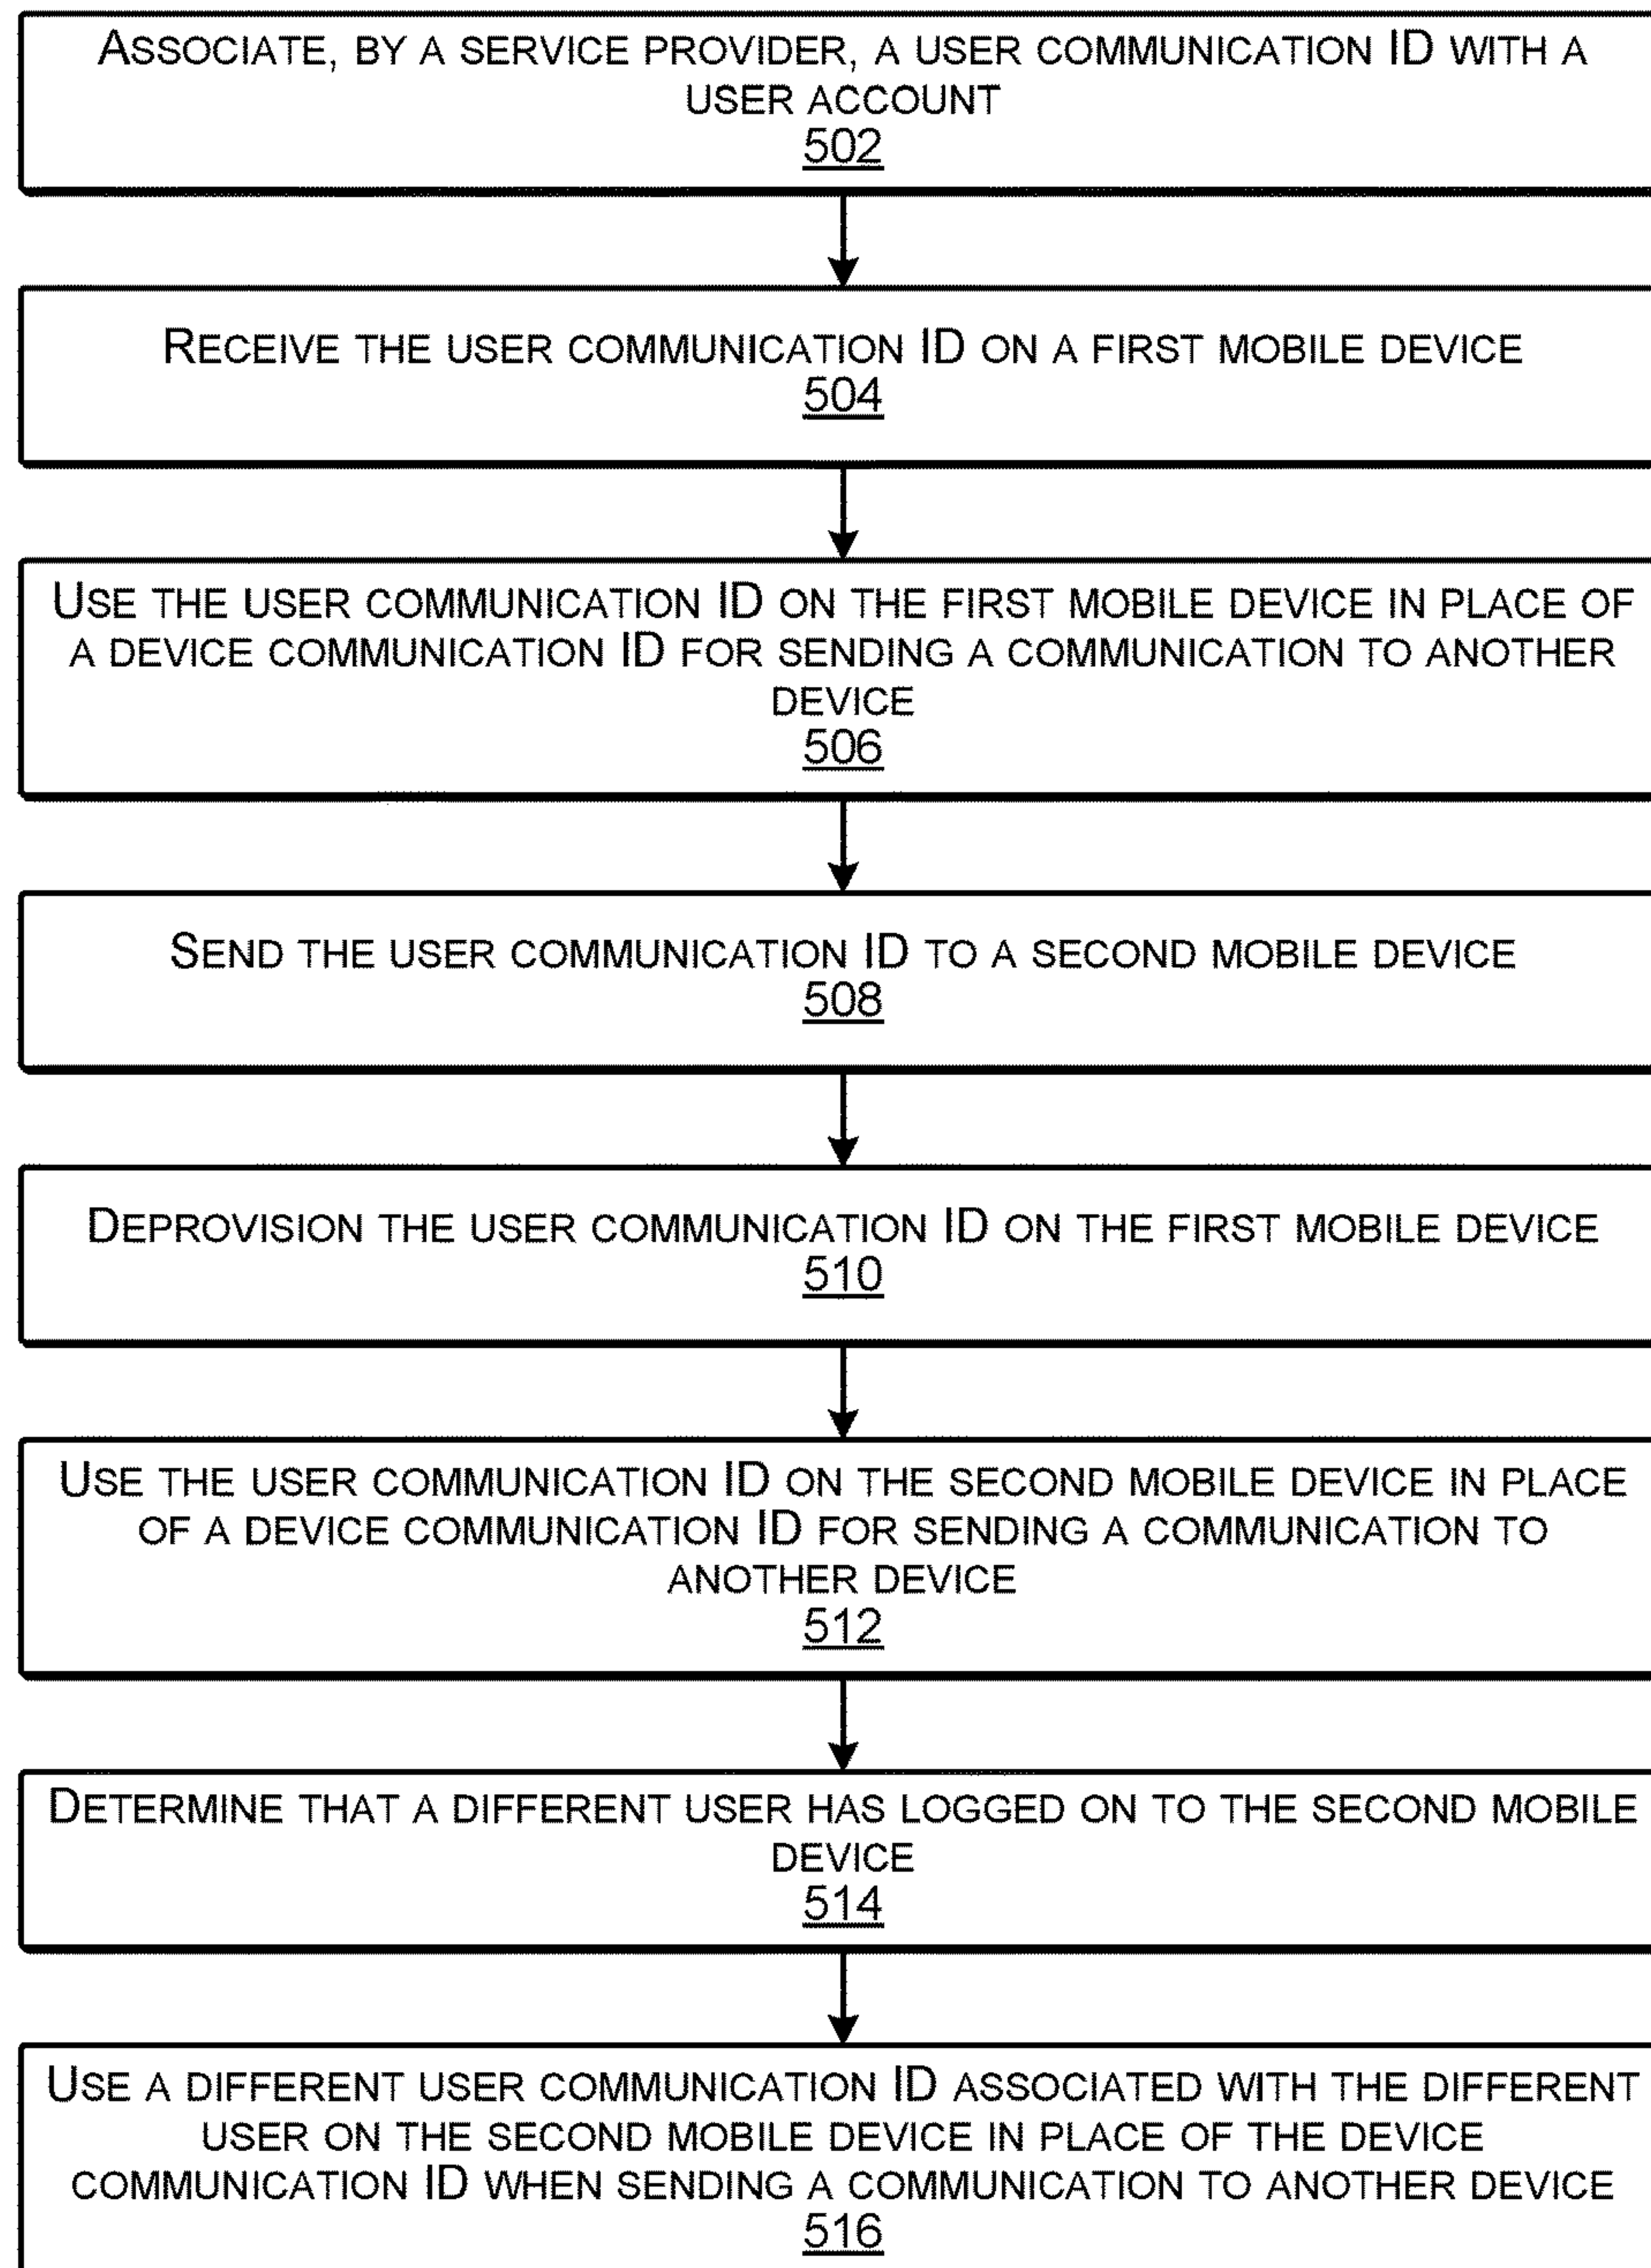 ASSOCIATE, BY A SERVICE PROVIDER, A USER COMMUNICATION ID WITH A
USER ACCOUNT
502
RECEIVE THE USER COMMUNICATION ID ON A FIRST MOBILE DEVICE
504
USE THE USER COMMUNICATION ID ON THE FIRST MOBILE DEVICE IN PLACE OF
A DEVICE COMMUNICATION ID FOR SENDING A COMMUNICATION TO ANOTHER
DEVICE
506
SEND THE USER COMMUNICATION ID TO A SECOND MOBILE DEVICE
508
DEPROVISION THE USER COMMUNICATION ID ON THE FIRST MOBILE DEVICE
510
USE THE USER COMMUNICATION ID ON THE SECOND MOBILE DEVICE IN PLACE
OF A DEVICE COMMUNICATION ID FOR SENDING A COMMUNICATION TO
ANOTHER DEVICE
512
DETERMINE THAT A DIFFERENT USER HAS LOGGED ON TO THE SECOND MOBILE
DEVICE
514
USE A DIFFERENT USER COMMUNICATION ID ASSOCIATED WITH THE DIFFERENT
USER ON THE SECOND MOBILE DEVICE IN PLACE OF THE DEVICE
COMMUNICATION ID WHEN SENDING A COMMUNICATION TO ANOTHER DEVICE
516